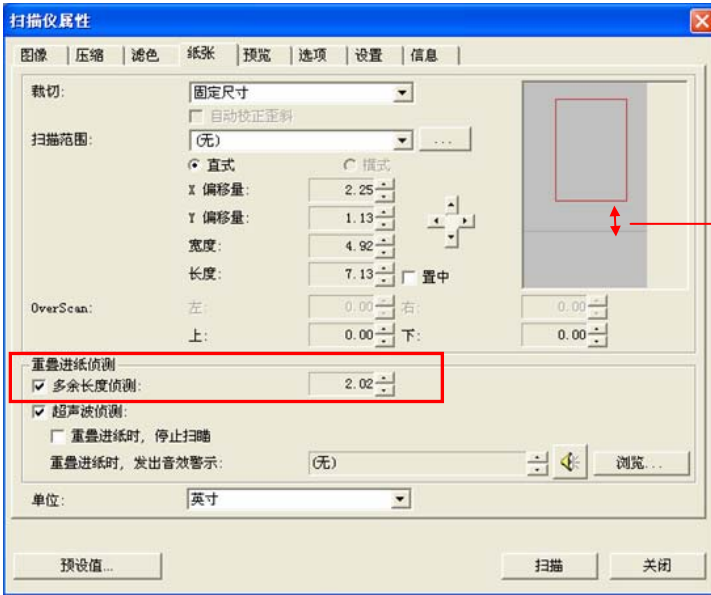 扫描仪属性
图像 压缩 滤色 纸张 预览 选项 设置 信息
裁切: 固定尺寸
自动校正歪斜
扫描范围: (无) ...
直式 横式
X 偏移量: 2.25
Y 偏移量: 1.13
宽度: 4.92
长度: 7.13 置中
OverScan: 左: 0.00 右: 0.00
上: 0.00 下: 0.00
重叠进纸侦测
多余长度侦测: 2.02
超声波侦测:
重叠进纸时, 停止扫瞄
重叠进纸时, 发出音效警示: (无) 浏览...
单位: 英寸
预设值... 扫描 关闭